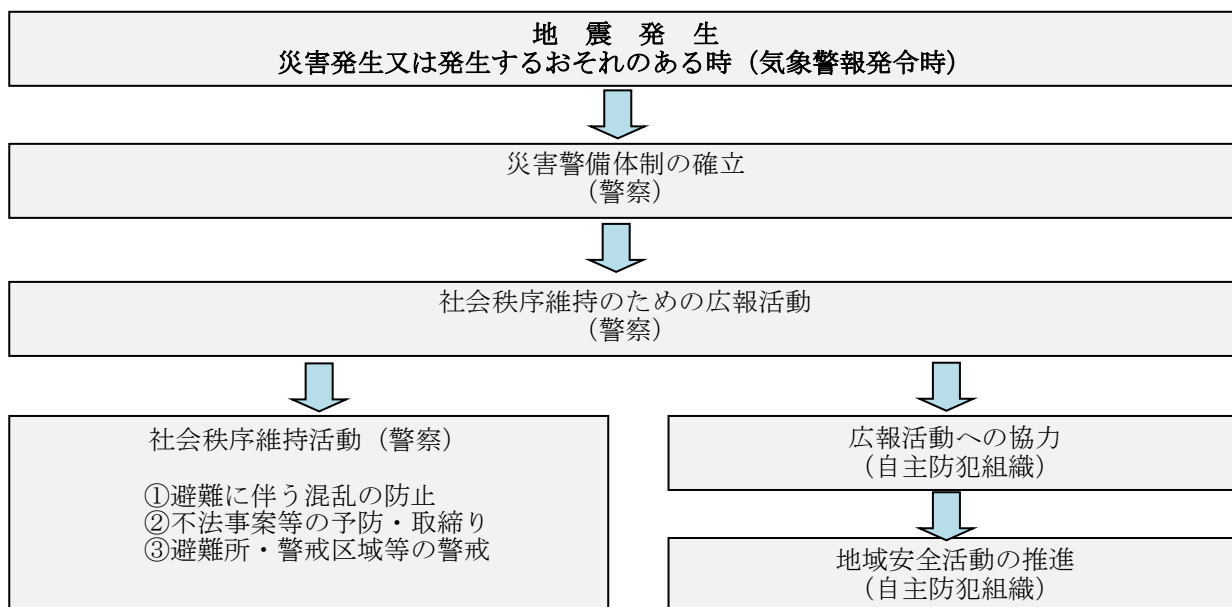 地　震　発　生
災害発生又は発生するおそれのある時（気象警報発令時）
災害警備体制の確立
（警察）
社会秩序維持のための広報活動
（警察）
社会秩序維持活動（警察）
①避難に伴う混乱の防止
②不法事案等の予防・取締り
③避難所・警戒区域等の警戒
広報活動への協力
（自主防犯組織）
地域安全活動の推進
（自主防犯組織）